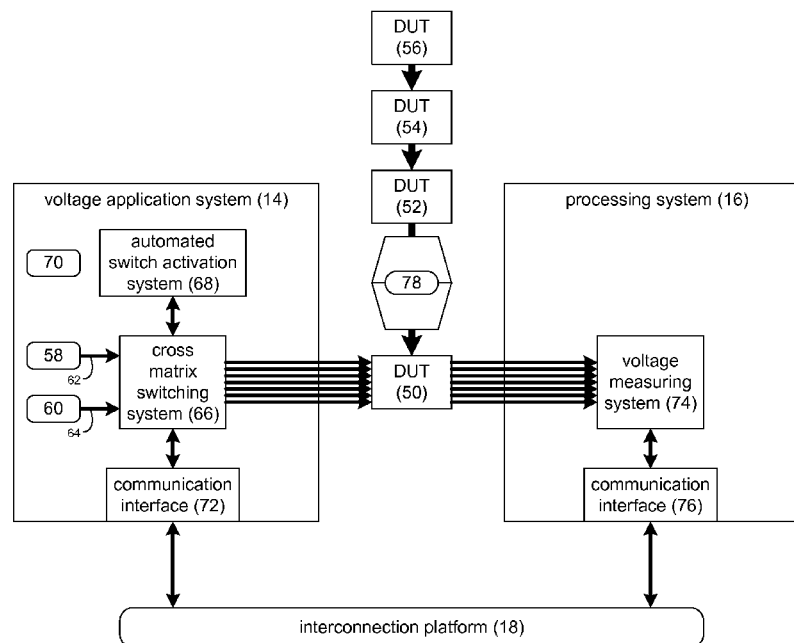 DUT
(56)
DUT
(54)
DUT
(52)
78
DUT
(50)
voltage application system (14)
70
automated
switch activation
system (68)
58
62
60
64
cross
matrix
switching
system (66)
communication
interface (72)
processing system (16)
voltage
measuring
system (74)
communication
interface (76)
interconnection platform (18)